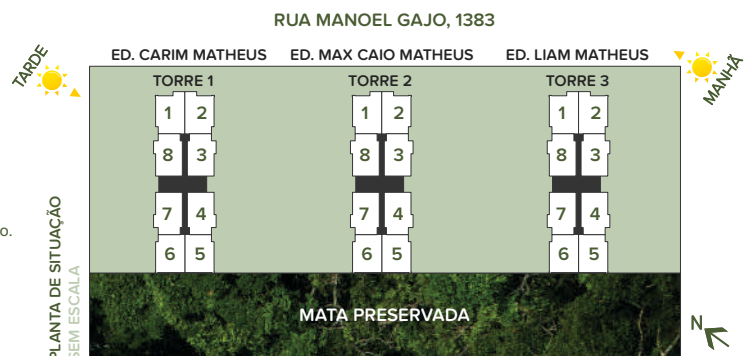 RUA MANOEL GAJO, 1383
ED. CARIM MATHEUS
ED. MAX CAIO MATHEUS
ED. LIAM MATHEUS
TARDE
MANHÃ
TORRE 1
TORRE 2
TORRE 3
1 2
1 2
1 2
8 3
8 3
8 3
7 4
7 4
7 4
6 5
6 5
6 5
o.
PLANTA DE SITUAÇÃO
SEM ESCALA
MATA PRESERVADA
N